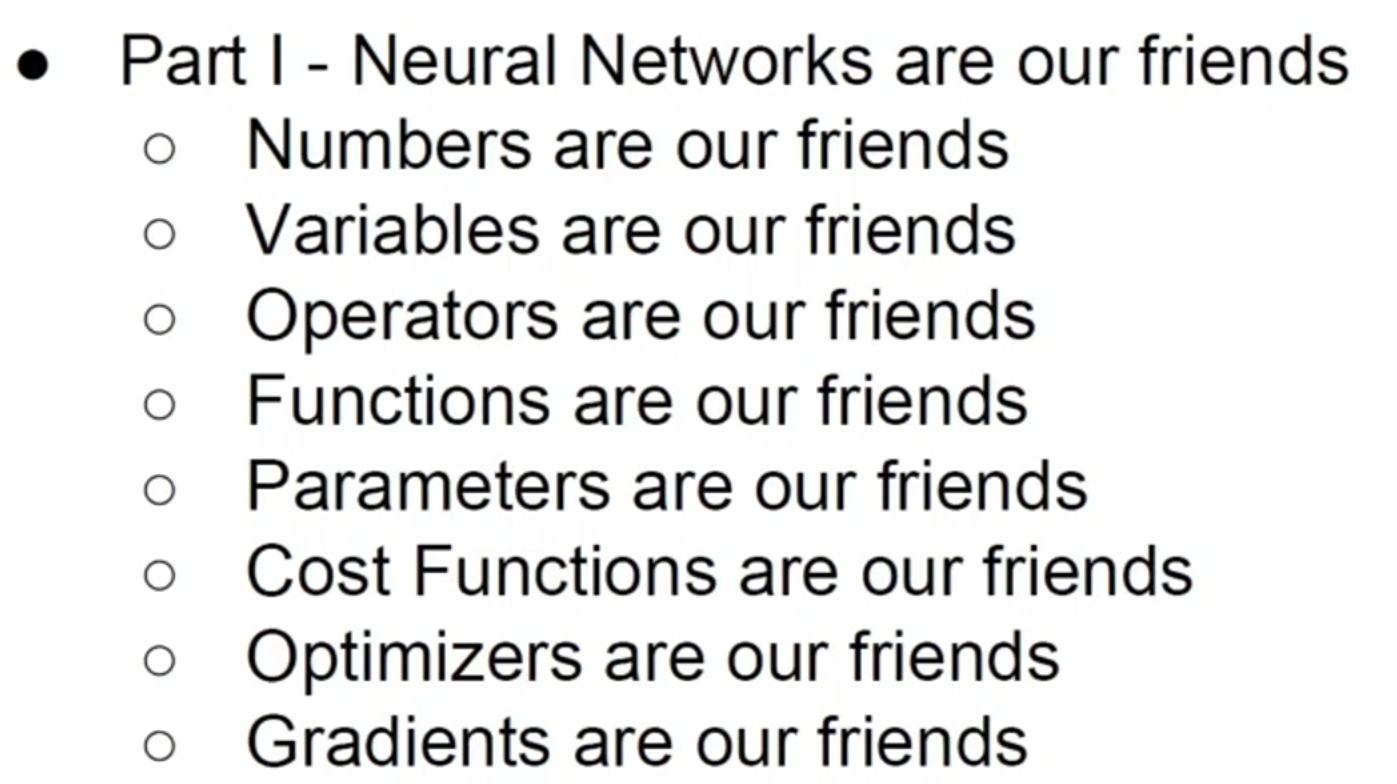 ● Part I - Neural Networks are our friends
○ Numbers are our friends
○ Variables are our friends
○ Operators are our friends
○ Functions are our friends
○ Parameters are our friends
○ Cost Functions are our friends
○ Optimizers are our friends
○ Gradients are our friends